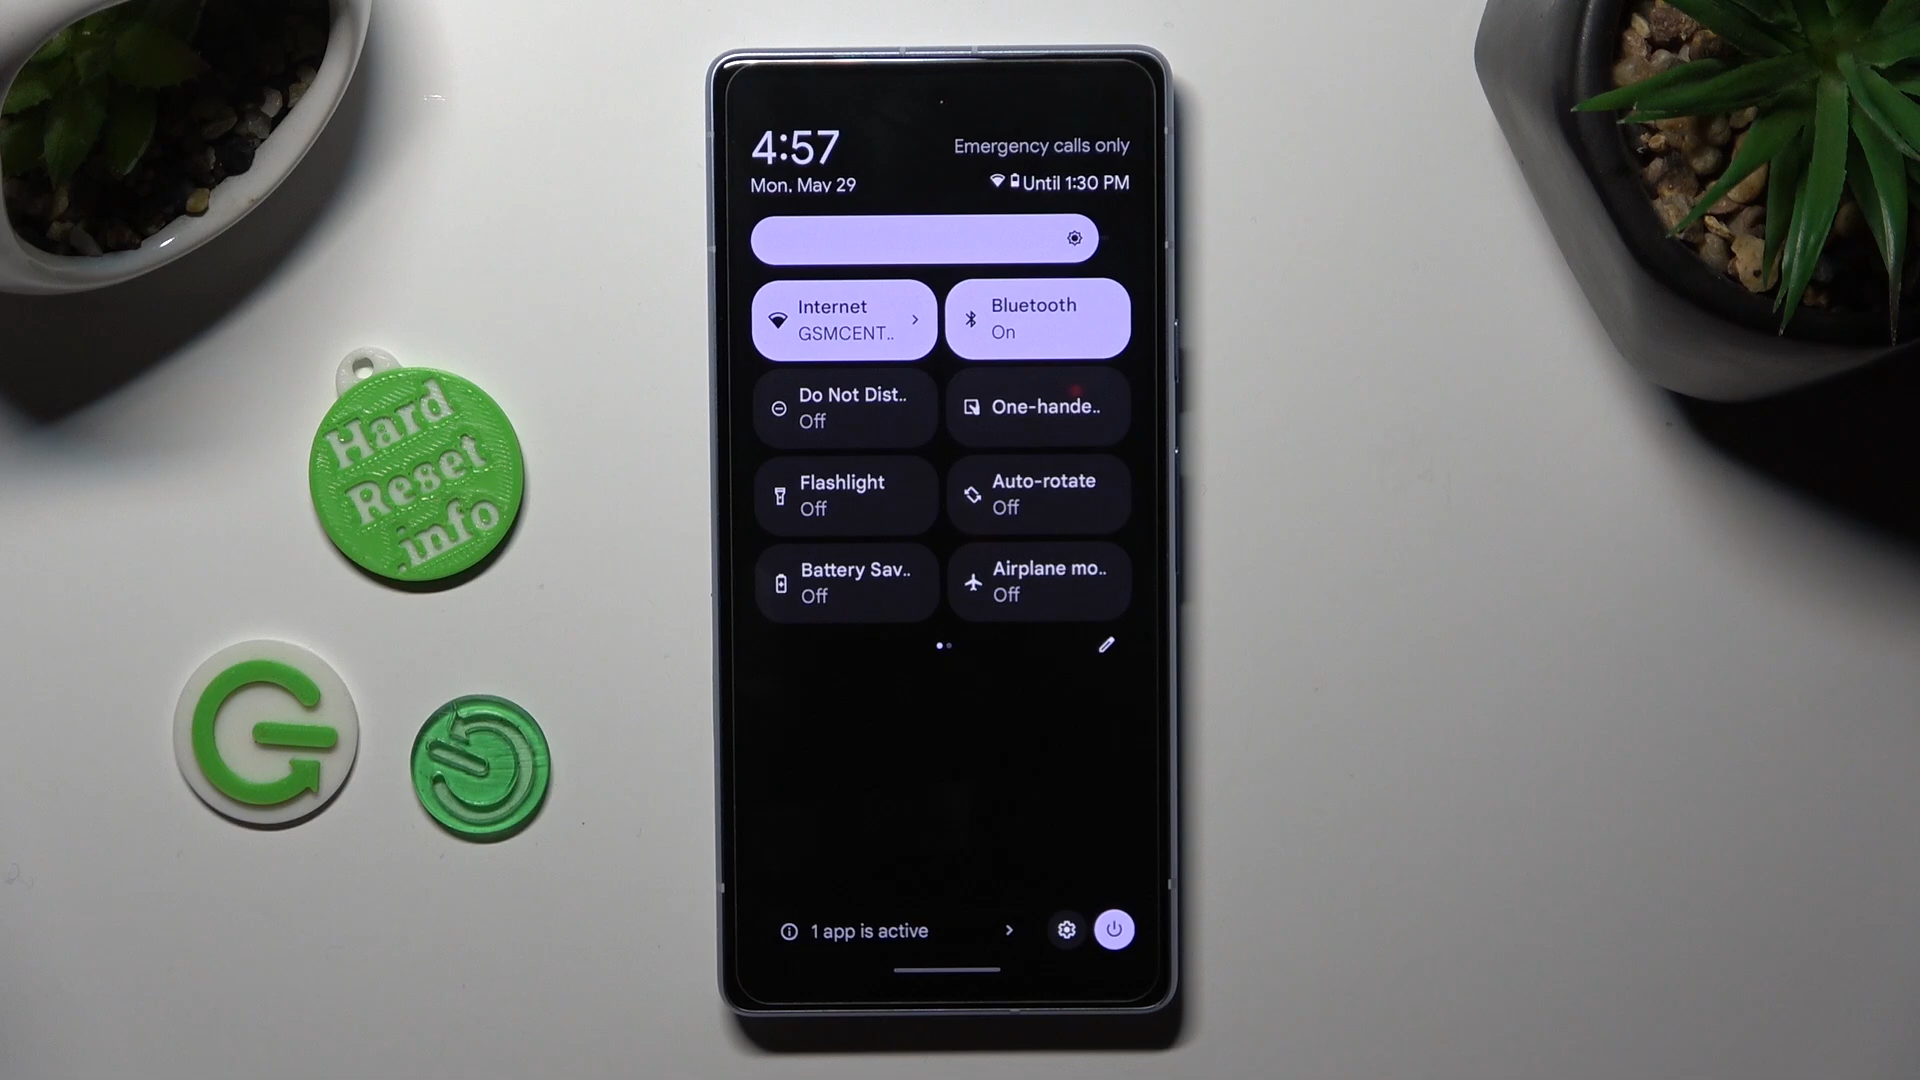 4:57
Emergency calls only
Mon, May 29
Until 1:30 PM
Internet
GSMCENT..
Bluetooth
On
Do Not Dist..
Off
One-hande..
Flashlight
Off
Auto-rotate
Off
Battery Sav..
Off
Airplane mo..
Off
1 app is active
Hard
Reset
.info